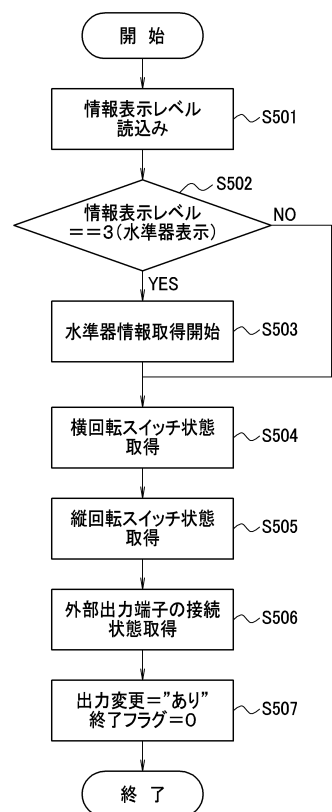 開 始
情報表示レベル
読込み
S501
S502
情報表示レベル
==3(水準器表示)
NO
YES
水準器情報取得開始
S503
横回転スイッチ状態
取得
S504
縦回転スイッチ状態
取得
S505
外部出力端子の接続
状態取得
S506
出力変更="あり"
終了フラグ=0
S507
終 了